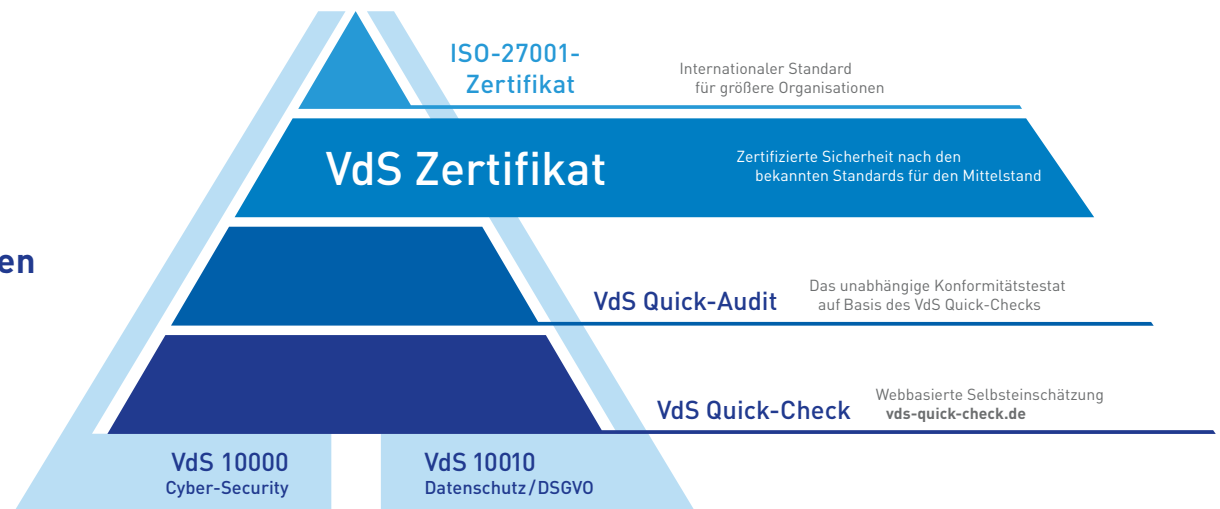 ISO-27001-
Zertifikat
Internationaler Standard
für größere Organisationen
VdS Zertifikat
Zertifizierte Sicherheit nach den
bekannten Standards für den Mittelstand
en
VdS Quick-Audit
Das unabhängige Konformitätstestat
auf Basis des VdS Quick-Checks
VdS Quick-Check
Webbasierte Selbsteinschätzung
vds-quick-check.de
VdS 10000
Cyber-Security
VdS 10010
Datenschutz/DSGVO